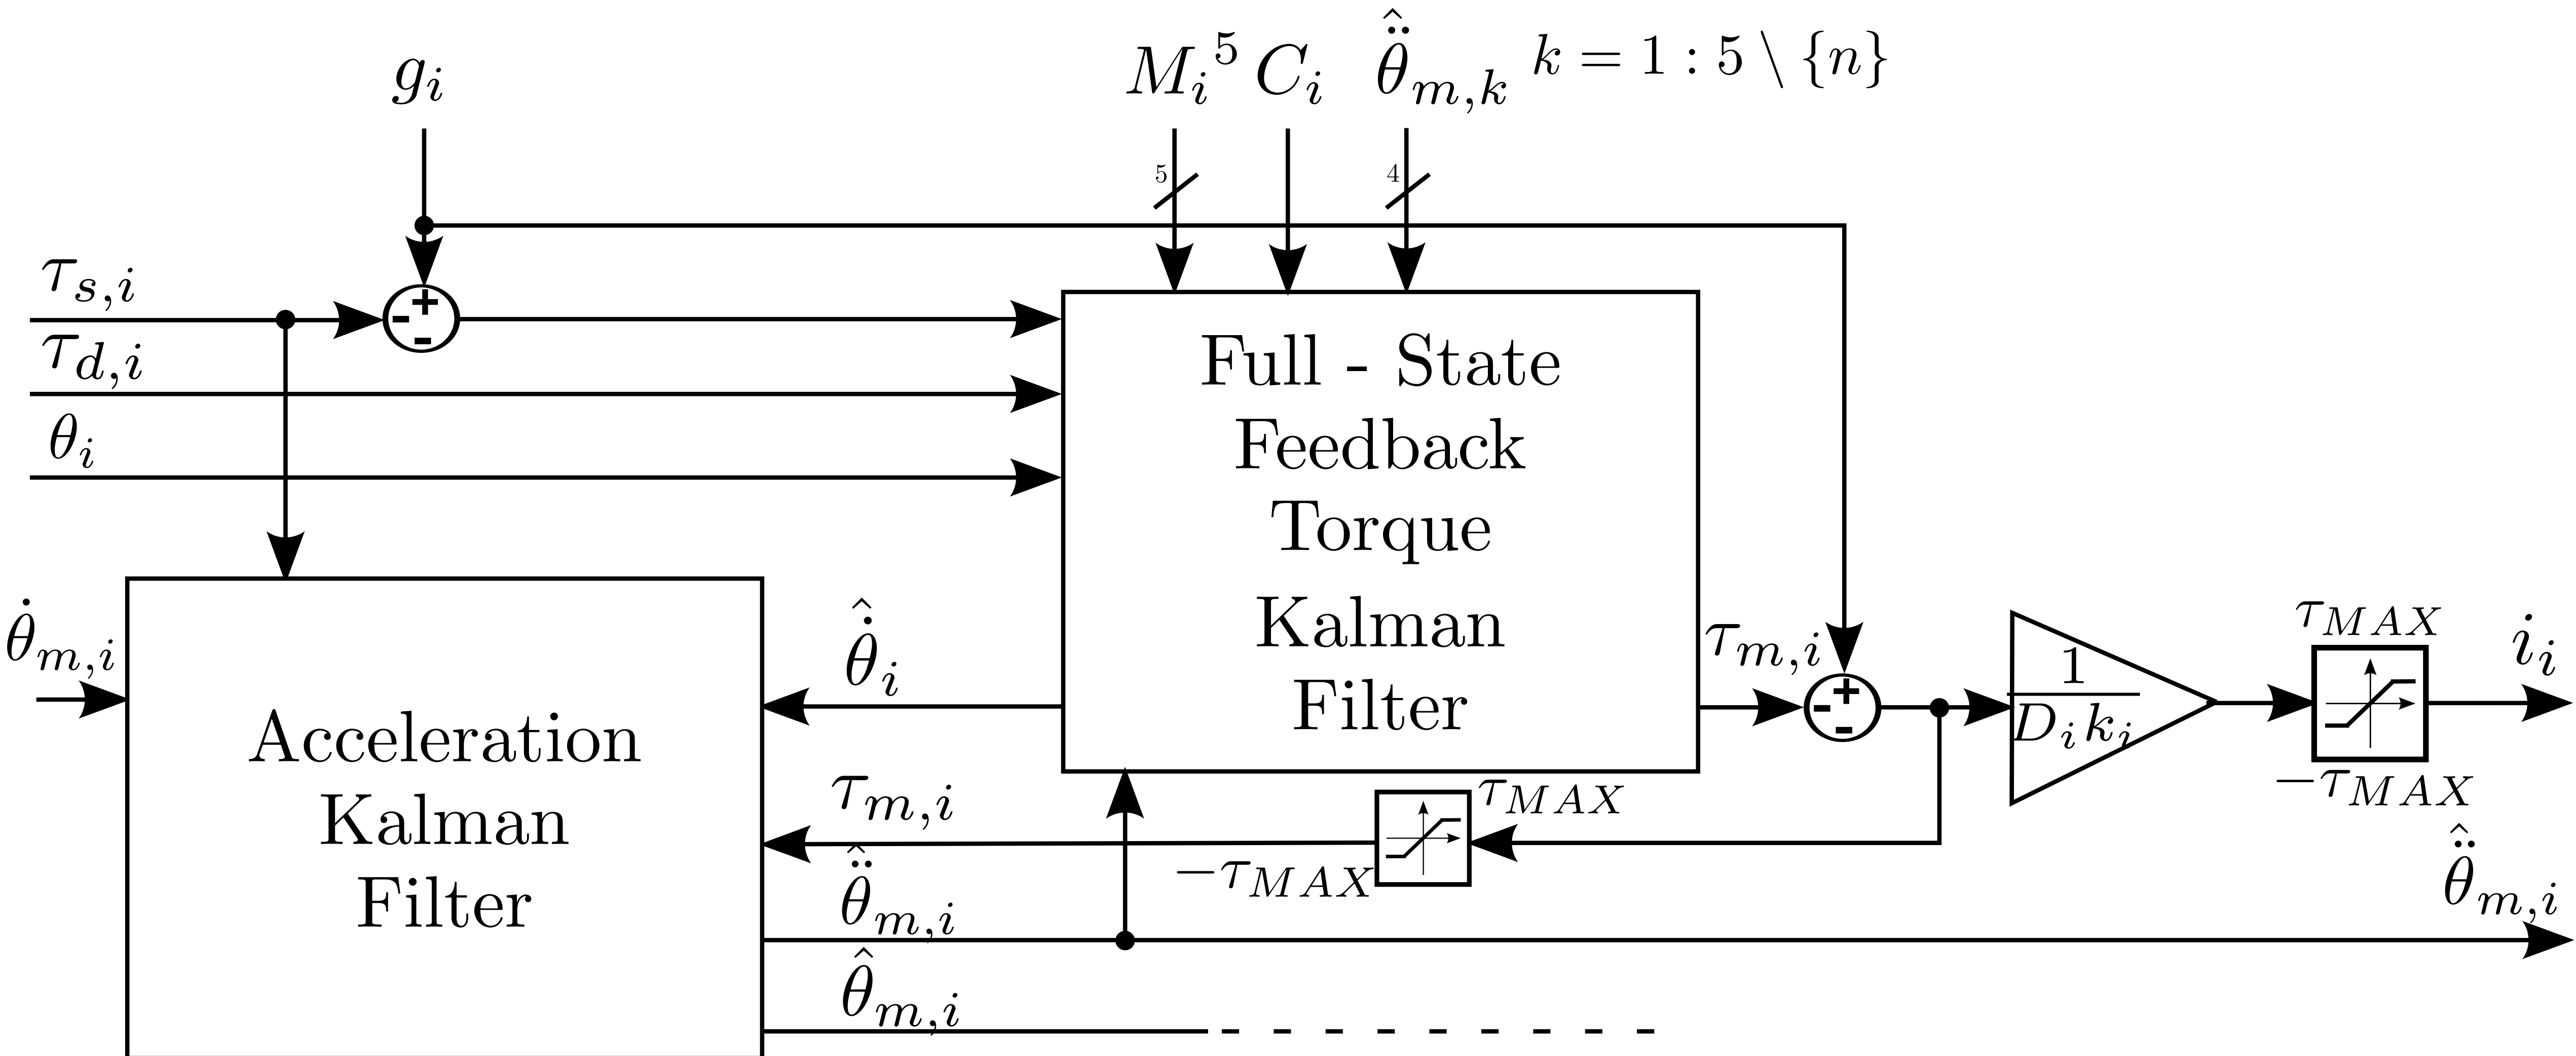 g_i
M_i^5 C_i \hat{\ddot{θ}}_{m,k} k = 1 : 5 \ {n}
5
4
τ_{s,i}
+
-
-
τ_{d,i}
θ_i
Full - State
Feedback
Torque
Kalman
Filter
\dot{θ}_{m,i}
Acceleration
Kalman
Filter
\hat{\dot{θ}}_i
τ_{m,i}
\hat{\ddot{θ}}_{m,i}
\hat{θ}_{m,i}
τ_{MAX}
−τ_{MAX}
τ_{m,i}
+
-
-
1
D_i k_i
τ_{MAX}
−τ_{MAX}
i_i
\hat{\ddot{θ}}_{m,i}